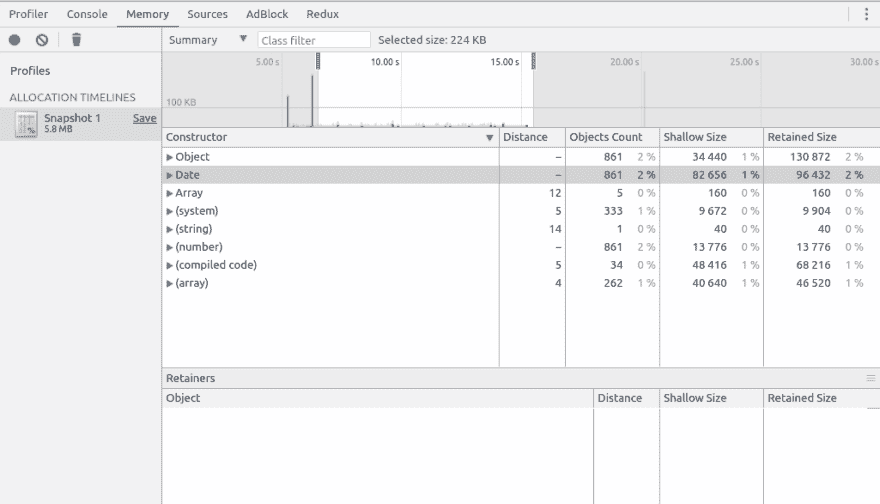 Profiler Console Memory Sources AdBlock Redux
Summary ▼ Class filter Selected size: 224 KB
Profiles
ALLOCATION TIMELINES
Snapshot 1 Save
5.8 MB
5.00 s 10.00 s 15.00 s 20.00 s 25.00 s 30.00 s
100 KB
Constructor ▼ Distance Objects Count Shallow Size Retained Size
▶ Object – 861 2 % 34 440 1 % 130 872 2 %
▶ Date – 861 2 % 82 656 1 % 96 432 2 %
▶ Array 12 5 0 % 160 0 % 160 0 %
▶ (system) 5 333 1 % 9 672 0 % 9 904 0 %
▶ (string) 14 1 0 % 40 0 % 40 0 %
▶ (number) – 861 2 % 13 776 0 % 13 776 0 %
▶ (compiled code) 5 34 0 % 48 416 1 % 68 216 1 %
▶ (array) 4 262 1 % 40 640 1 % 46 520 1 %
Retainers
Object Distance Shallow Size Retained Size